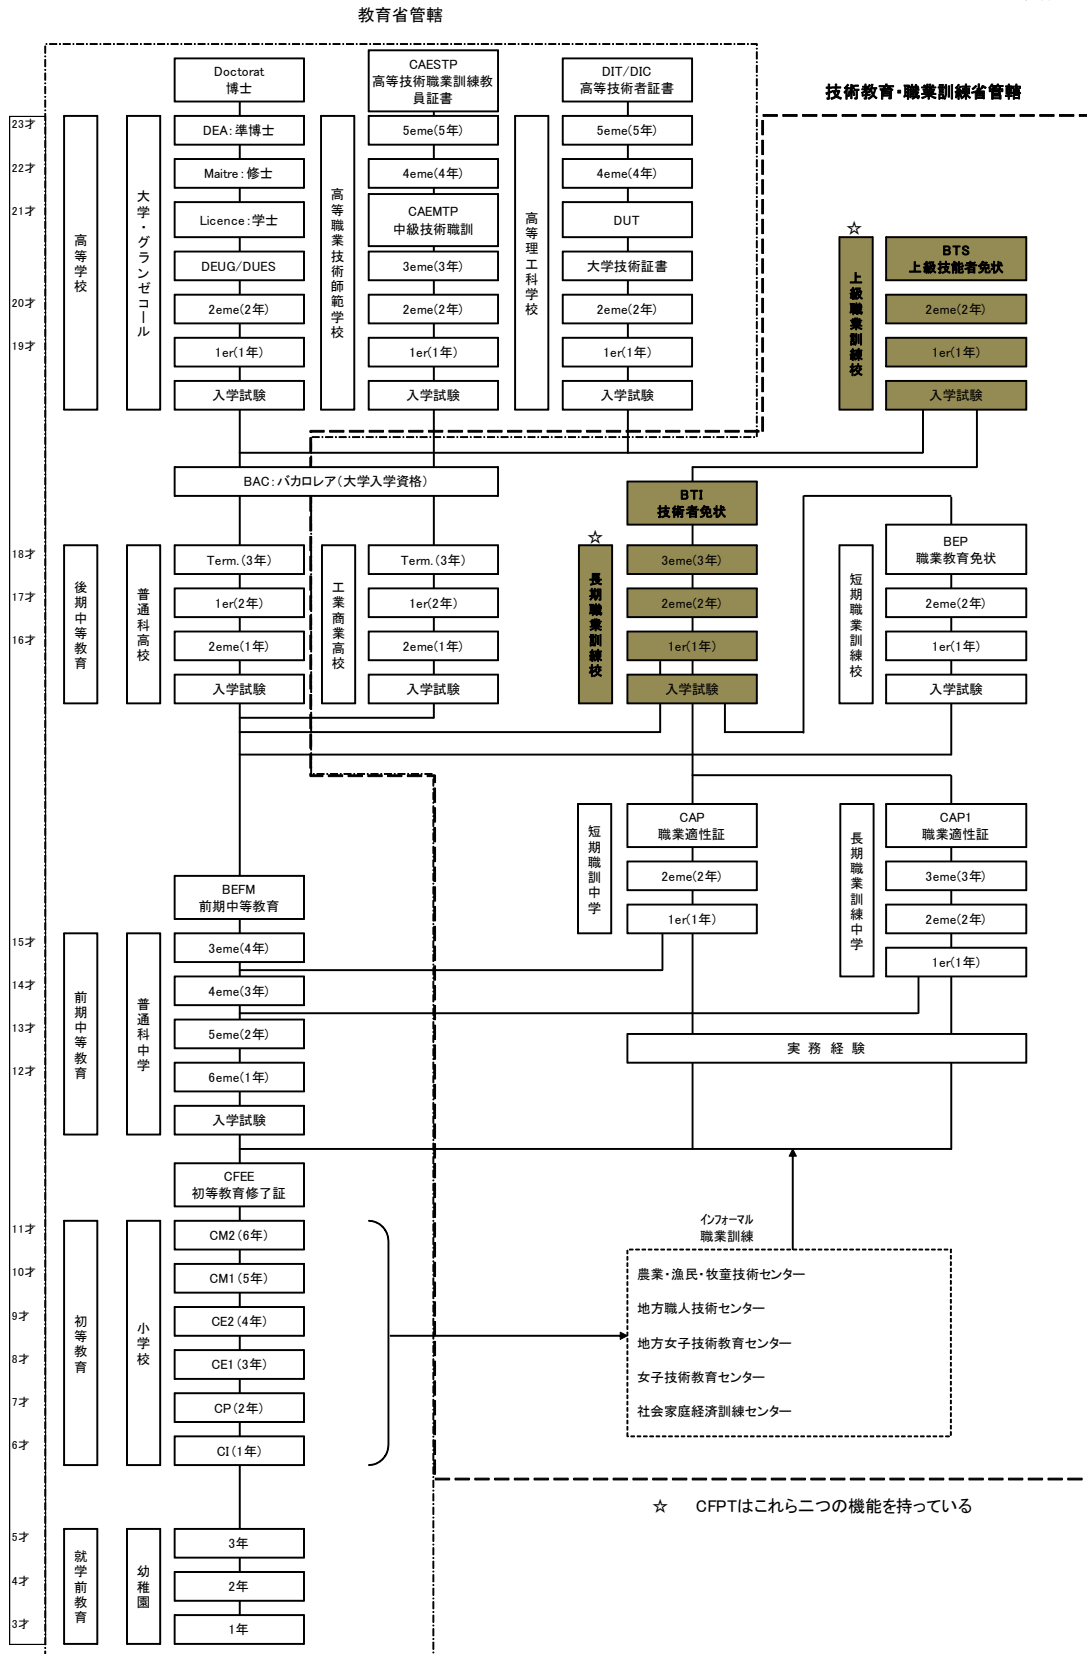 教育省管轄
技術教育・職業訓練省管轄
23才
22才
21才
20才
19才
高等学校
大学・グランゼコール
Doctorat
博士
DEA:準博士
Maitre:修士
Licence:学士
DEUG/DUES
2eme(2年)
1er(1年)
入学試験
高等職業技術師範学校
CAESTP
高等技術職業訓練教
員証書
5eme(5年)
4eme(4年)
CAEMTP
中級技術職訓
3eme(3年)
2eme(2年)
1er(1年)
入学試験
高等理工科学校
DIT/DIC
高等技術者証書
5eme(5年)
4eme(4年)
DUT
大学技術証書
2eme(2年)
1er(1年)
入学試験
☆
上級職業訓練校
BTS
上級技能者免状
2eme(2年)
1er(1年)
入学試験
BAC:バカロレア(大学入学資格)
18才
17才
16才
後期中等教育
普通科高校
Term.(3年)
1er(2年)
2eme(1年)
入学試験
工業商業高校
Term.(3年)
1er(2年)
2eme(1年)
入学試験
☆
長期職業訓練校
BTI
技術者免状
3eme(3年)
2eme(2年)
1er(1年)
入学試験
短期職業訓練校
BEP
職業教育免状
2eme(2年)
1er(1年)
入学試験
短期職訓中学
CAP
職業適性証
2eme(2年)
1er(1年)
長期職業訓練中学
CAP1
職業適性証
3eme(3年)
2eme(2年)
1er(1年)
実務経験
BEFM
前期中等教育
15才
14才
13才
12才
前期中等教育
普通科中学
3eme(4年)
4eme(3年)
5eme(2年)
6eme(1年)
入学試験
CFEE
初等教育修了証
11才
10才
9才
8才
7才
6才
初等教育
小学校
CM2(6年)
CM1(5年)
CE2(4年)
CE1(3年)
CP(2年)
CI(1年)
インフォーマル
職業訓練
農業・漁民・牧童技術センター
地方職人技術センター
地方女子技術教育センター
女子技術教育センター
社会家庭経済訓練センター
☆ CFPTはこれら二つの機能を持っている
5才
4才
3才
就学前教育
幼稚園
3年
2年
1年